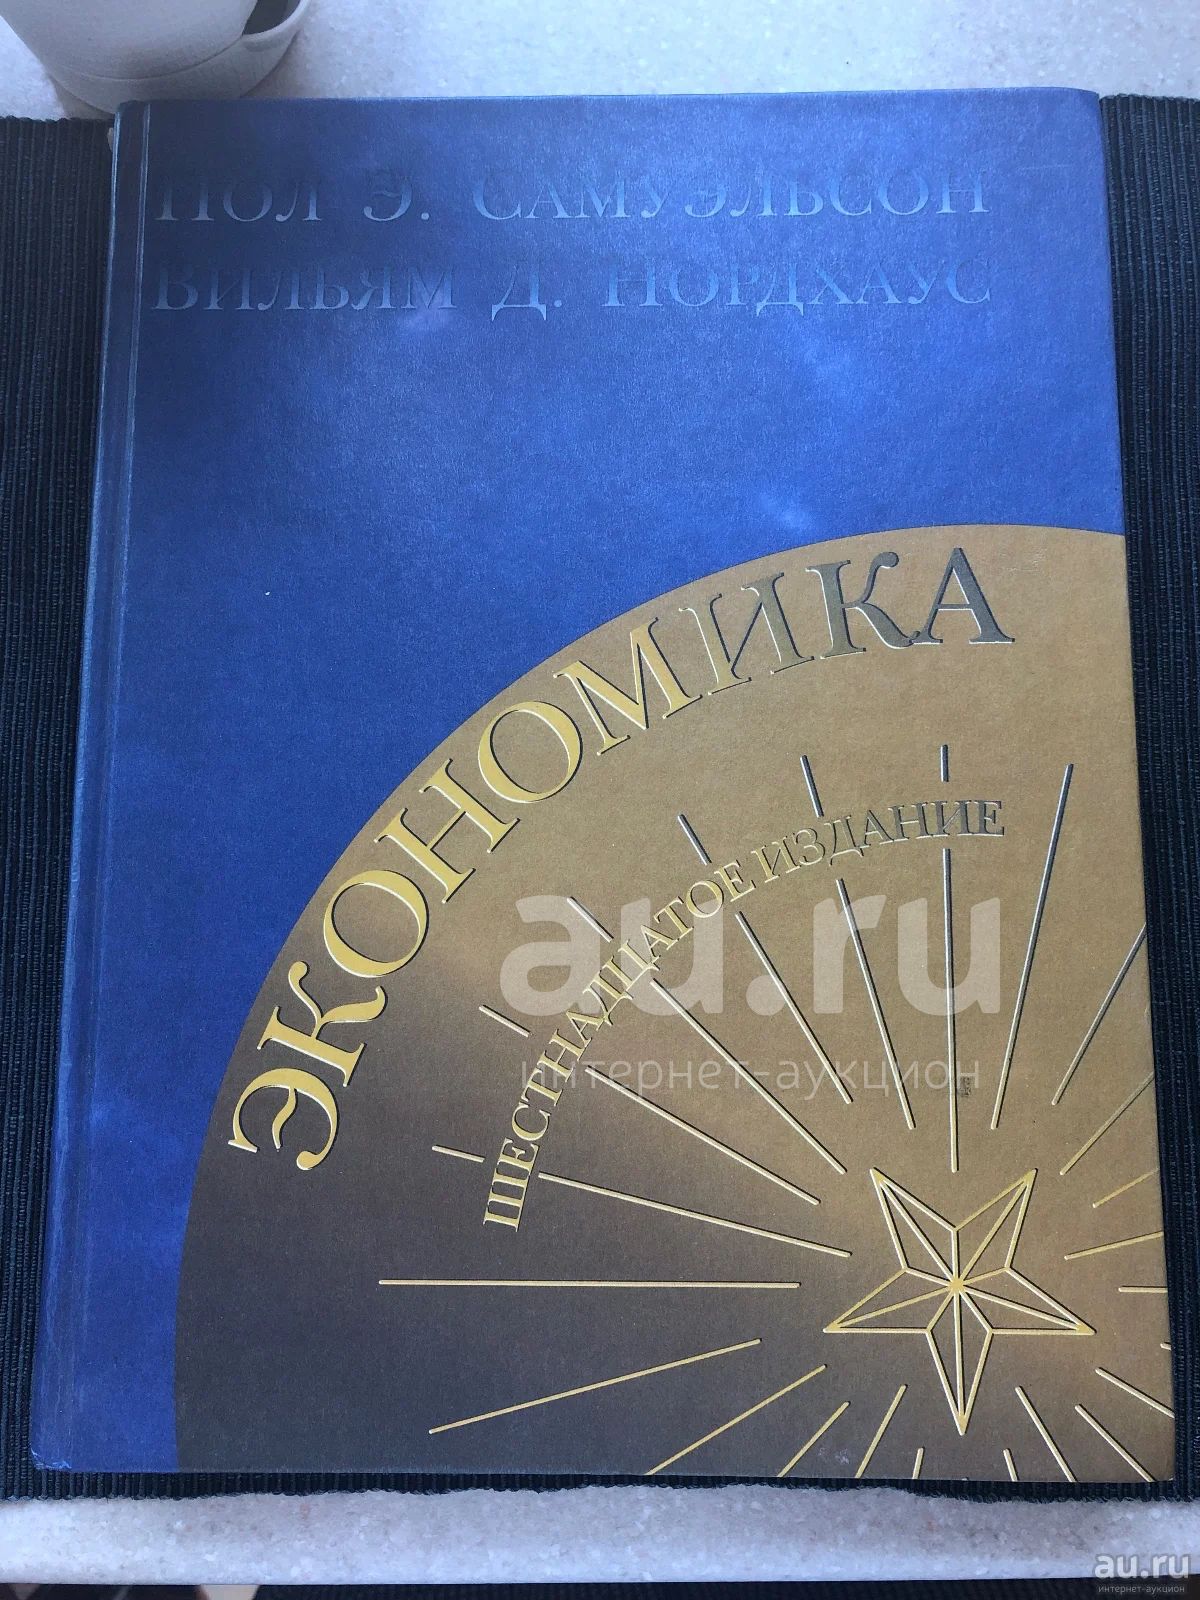 ПОЛ Э. САМУЭЛЬСОН
ВИЛЬЯМ Д. НОРДХАУС
ЭКОНОМИКА
ШЕСТНАДЦАТОЕ ИЗДАНИЕ
au.ru
интернет-аукцион
au.ru
интернет-аукцион